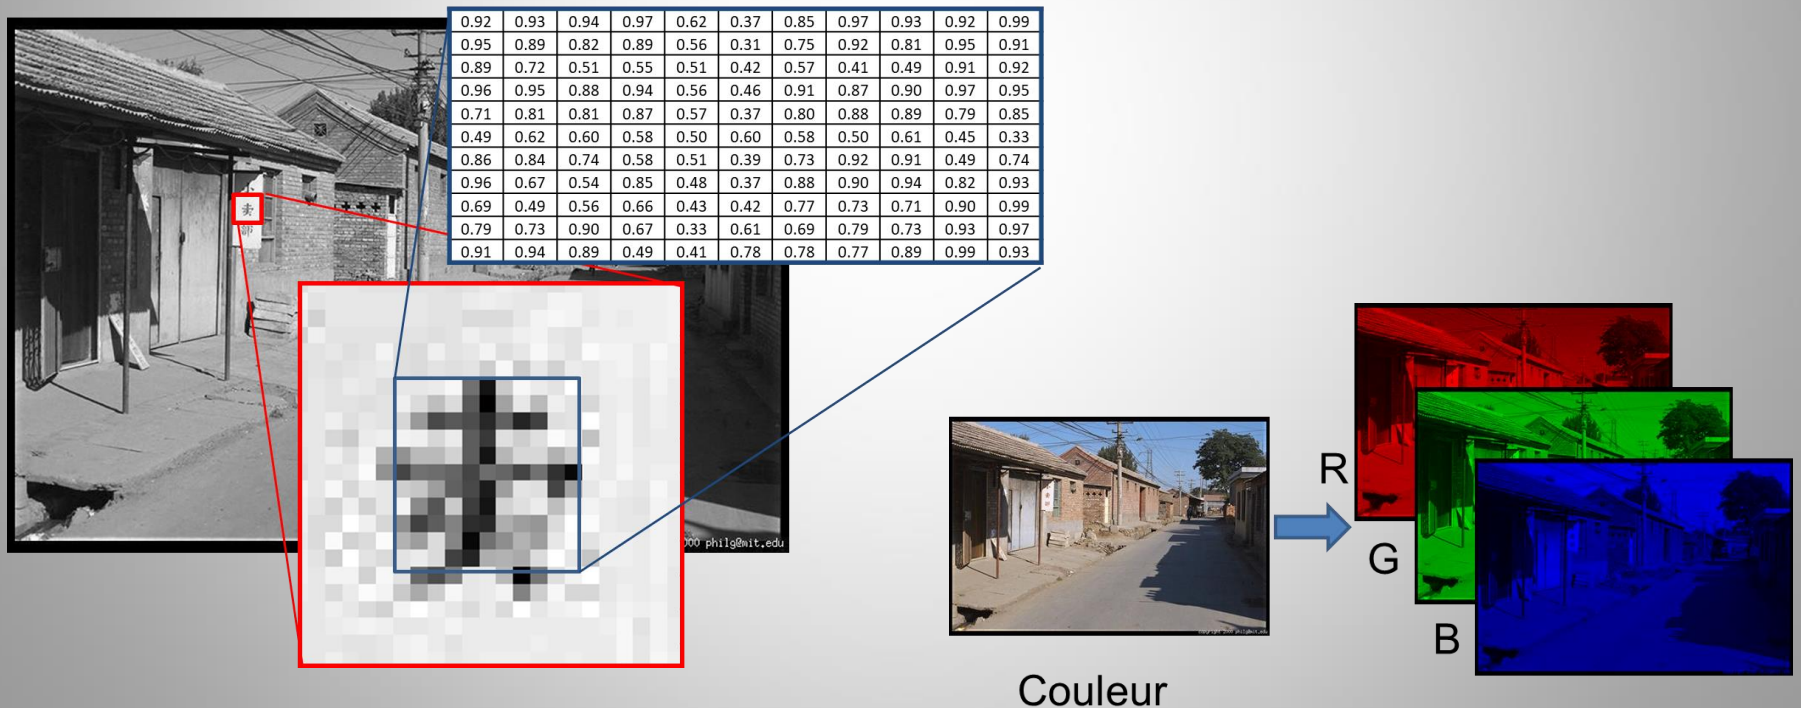 0.92 0.93 0.94 0.97 0.62 0.37 0.85 0.97 0.93 0.92 0.99
0.95 0.89 0.82 0.89 0.56 0.31 0.75 0.92 0.81 0.95 0.91
0.89 0.72 0.51 0.55 0.51 0.42 0.57 0.41 0.49 0.91 0.92
0.96 0.95 0.88 0.94 0.56 0.46 0.91 0.87 0.90 0.97 0.95
0.71 0.81 0.81 0.87 0.57 0.37 0.80 0.88 0.89 0.79 0.85
0.49 0.62 0.60 0.58 0.50 0.60 0.58 0.50 0.61 0.45 0.33
0.86 0.84 0.74 0.58 0.51 0.39 0.73 0.92 0.91 0.49 0.74
0.96 0.67 0.54 0.85 0.48 0.37 0.88 0.90 0.94 0.82 0.93
0.69 0.49 0.56 0.66 0.43 0.42 0.77 0.73 0.71 0.90 0.99
0.79 0.73 0.90 0.67 0.33 0.61 0.69 0.79 0.73 0.93 0.97
0.91 0.94 0.89 0.49 0.41 0.78 0.78 0.77 0.89 0.99 0.93
小
卖
部
philg@mit.edu
R
G
B
copyright 2000 philg@mit.edu
Couleur